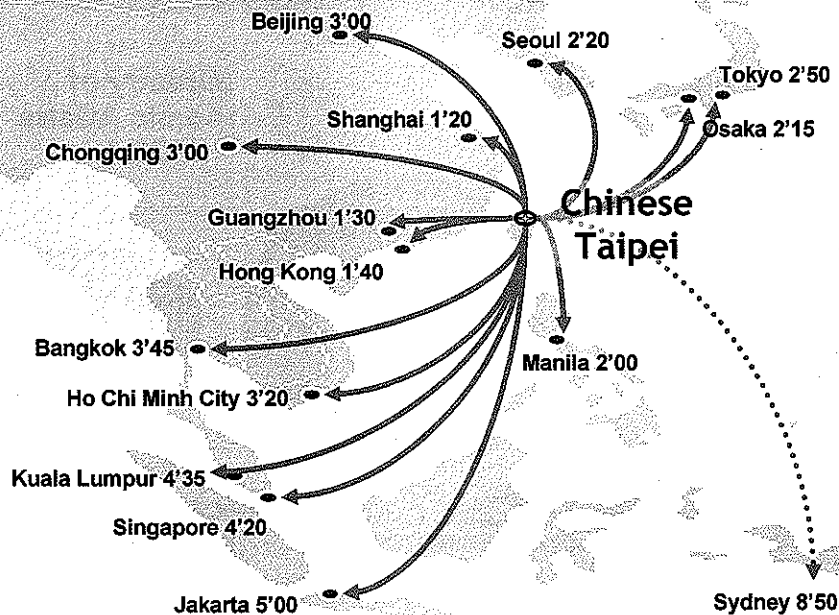 Beijing 3’00
Seoul 2’20
Tokyo 2’50
Shanghai 1’20
Osaka 2’15
Chongqing 3’00
Chinese
Taipei
Guangzhou 1’30
Hong Kong 1’40
Bangkok 3’45
Manila 2’00
Ho Chi Minh City 3’20
Kuala Lumpur 4’35
Singapore 4’20
Jakarta 5’00
Sydney 8’50